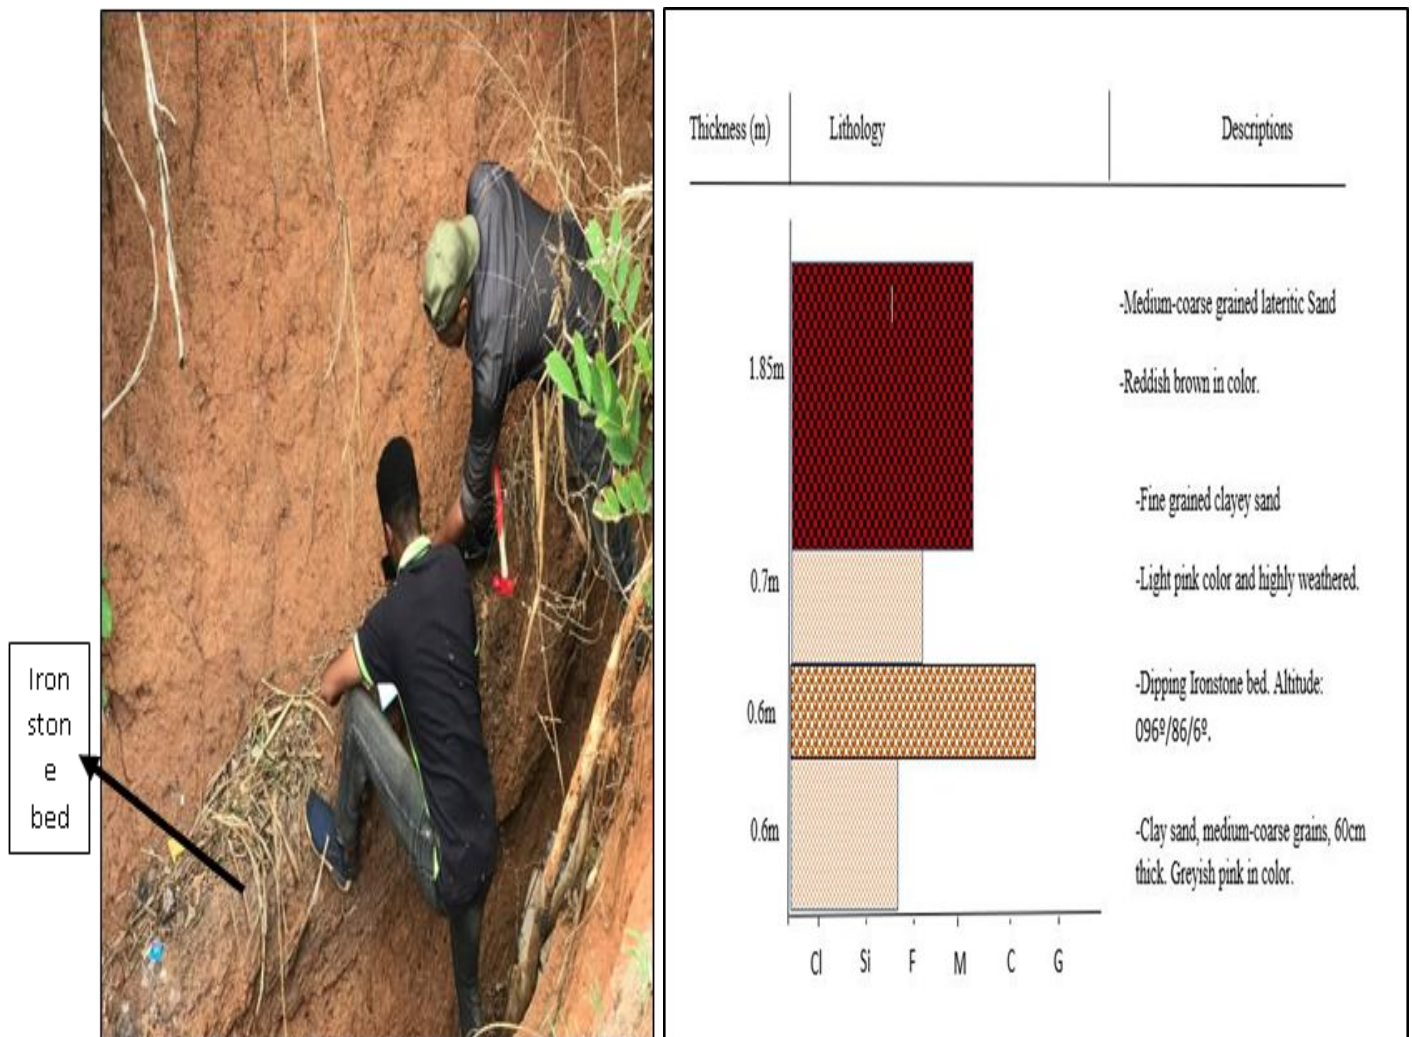 Iron
ston
e
bed
Thickness (m) Lithology Descriptions
1.85m
-Medium-coarse grained lateritic Sand
-Reddish brown in color.
0.7m
-Fine grained clayey sand
-Light pink color and highly weathered.
0.6m
-Dipping Ironstone bed. Altitude:
096º/86/6º.
0.6m
-Clay sand, medium-coarse grains, 60cm
thick. Greyish pink in color.
Cl Si F M C G